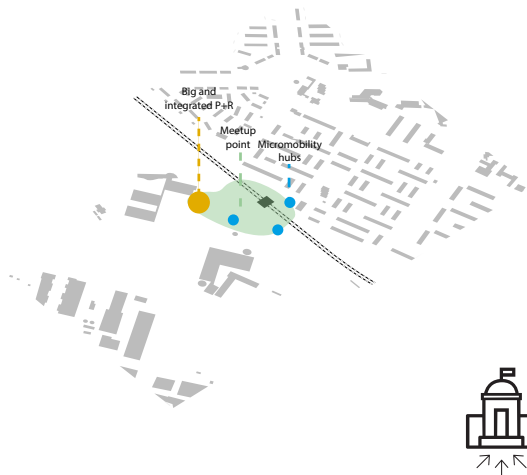 Big and
integrated P+R
Meetup
point
Micromobility
hubs